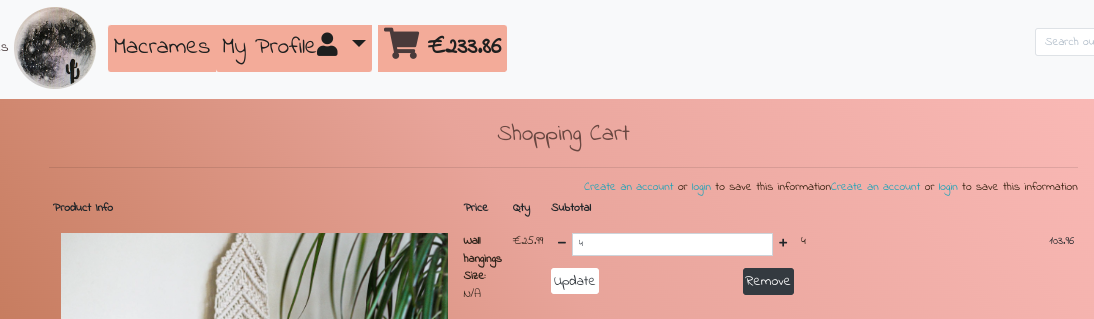 s Macrames My Profile €233.86 Search ou
Shopping Cart
Create an account or login to save this informationCreate an account or login to save this information
Product Info Price Qty Subtotal
Wall €25.99 4 4 103.96
hangings
Size:
N/A
Update Remove